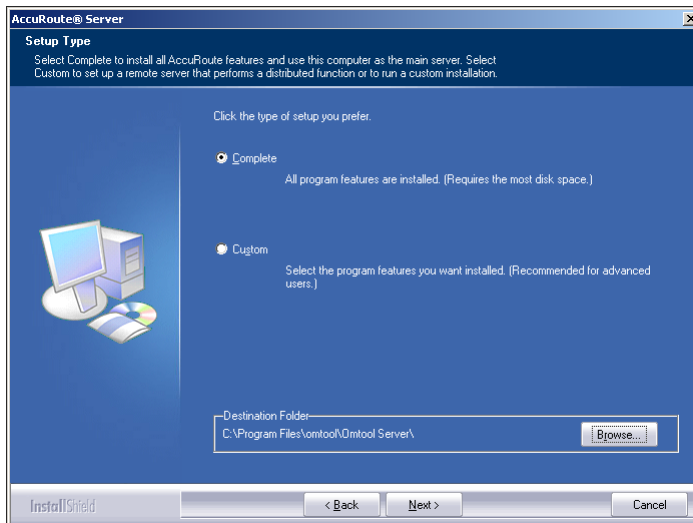 AccuRoute® Server
Setup Type
Select Complete to install all AccuRoute features and use this computer as the main server. Select
Custom to set up a remote server that performs a distributed function or to run a custom installation.
Click the type of setup you prefer.
Complete
All program features are installed. (Requires the most disk space.)
Custom
Select the program features you want installed. (Recommended for advanced
users.)
Destination Folder
C:\Program Files\omtool\Omtool Server\
Browse...
InstallShield
< Back
Next >
Cancel